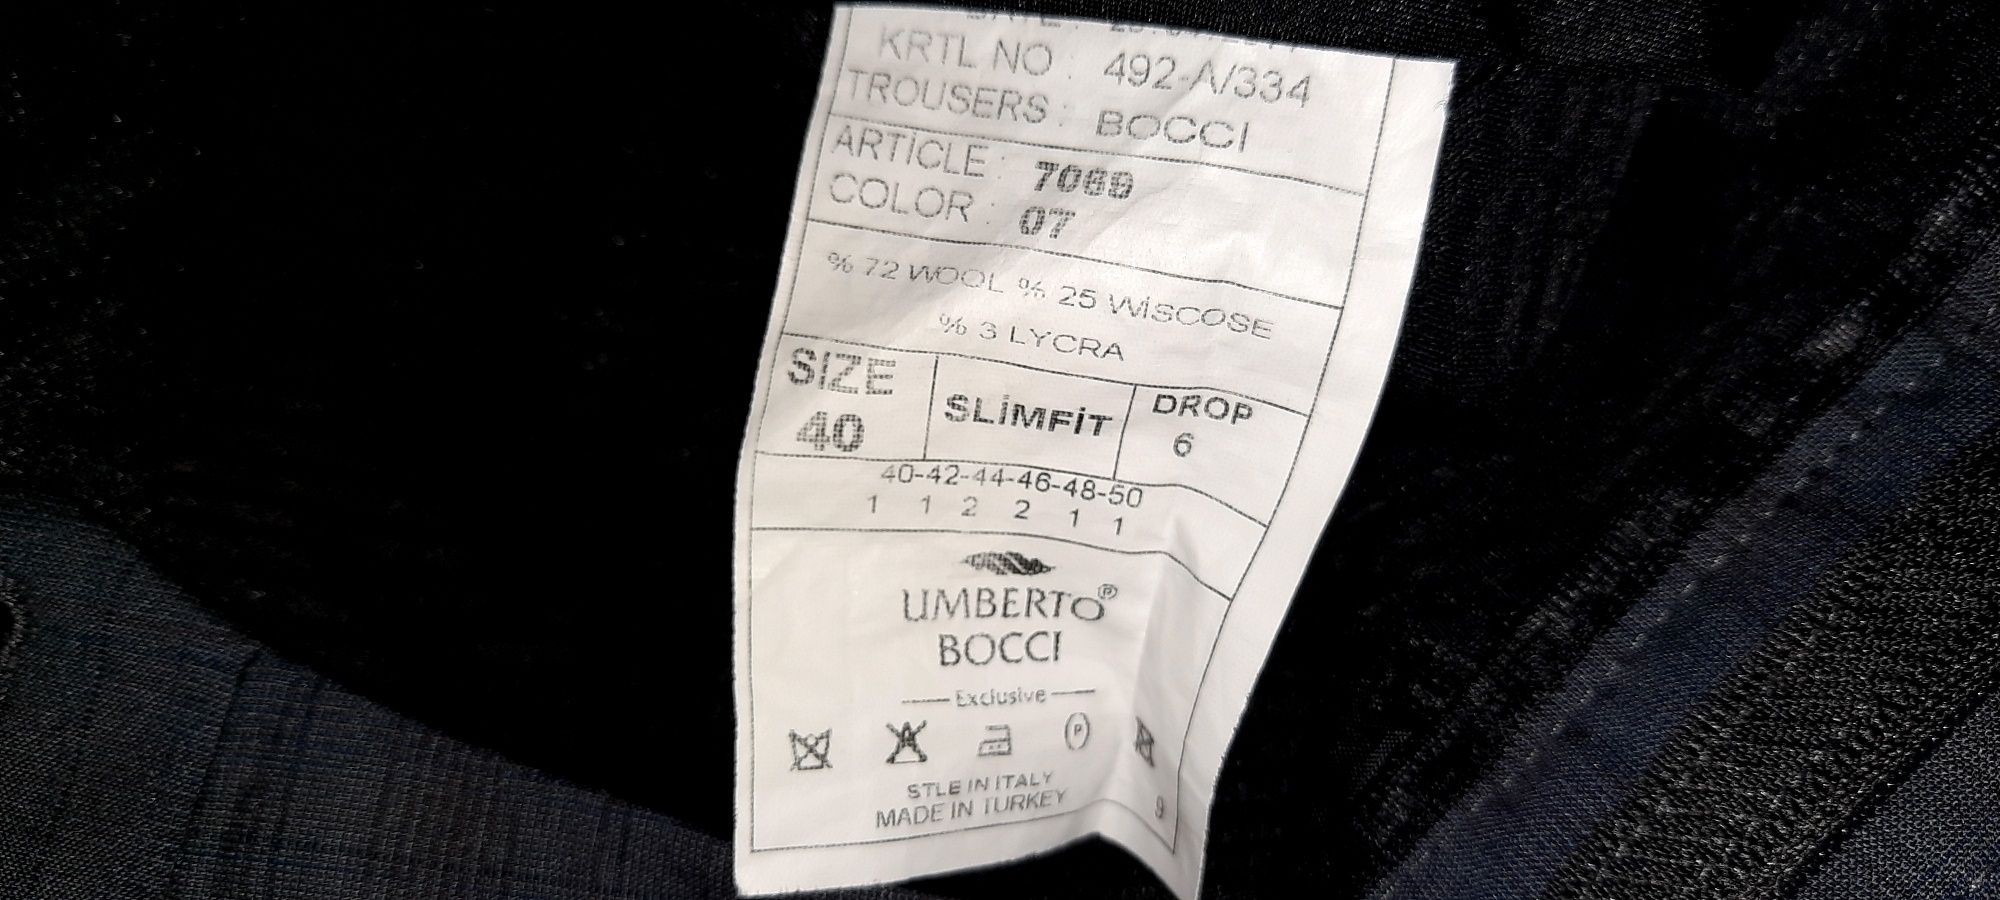 KRTL NO : 492-A/334
TROUSERS : BOCCI
ARTİCLE : 7069
COLOR : 07
% 72 WOOL % 25 WİSCOSE
% 3 LYCRA
SIZE
40
SLİMFİT
DROP
6
40-42-44-46-48-50
1 1 2 2 1 1
UMBERTO
BOCCI
Exclusive
P
STLE IN ITALY
MADE IN TURKEY
9